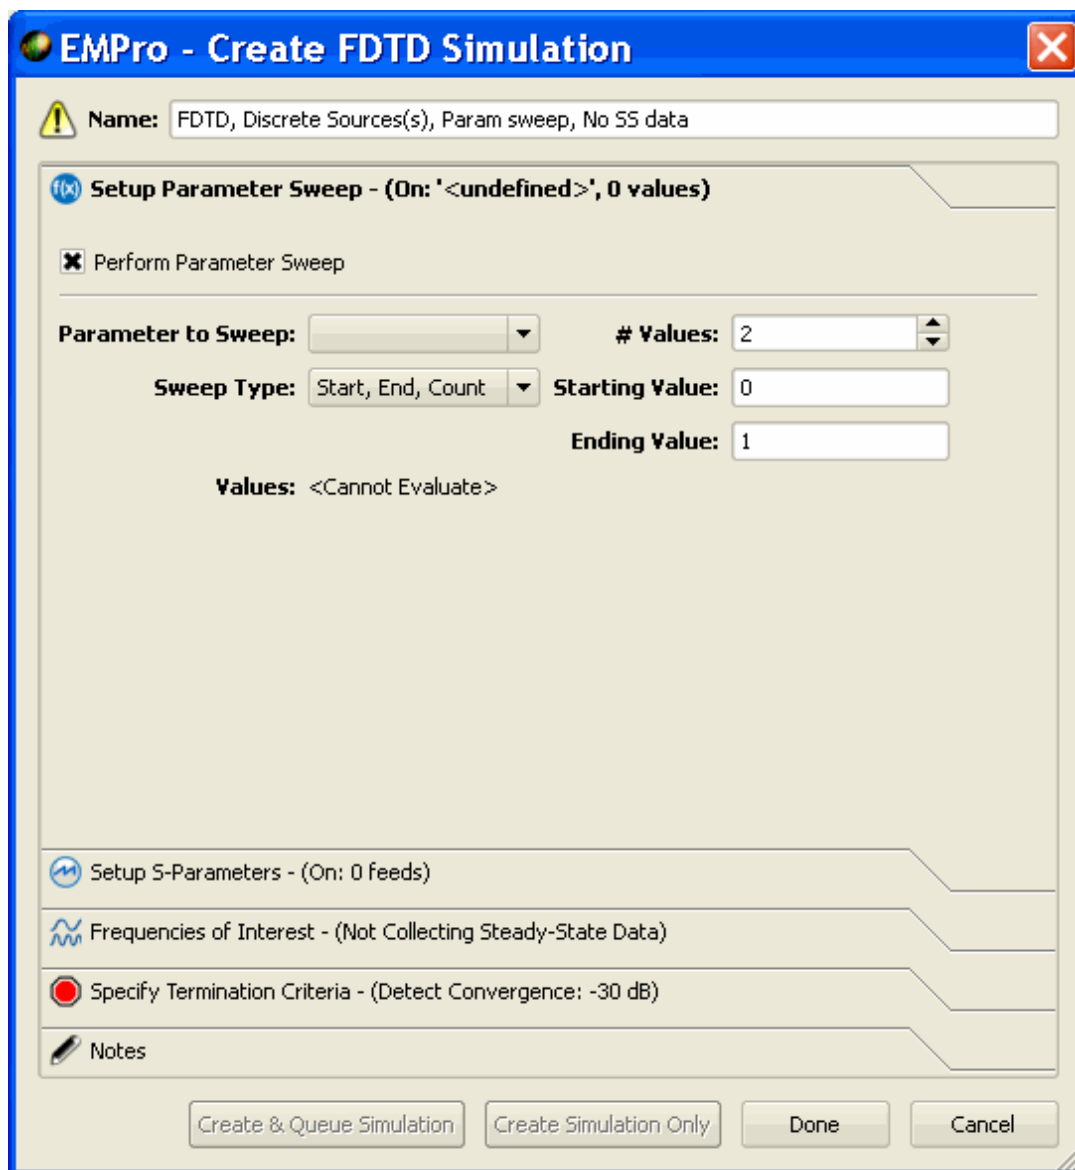 EMPro - Create FDTD Simulation
Name: FDTD, Discrete Sources(s), Param sweep, No SS data
f(x) Setup Parameter Sweep - (On: '<undefined>', 0 values)
Perform Parameter Sweep
Parameter to Sweep: # Values: 2
Sweep Type: Start, End, Count Starting Value: 0
Ending Value: 1
Values: <Cannot Evaluate>
Setup S-Parameters - (On: 0 feeds)
Frequencies of Interest - (Not Collecting Steady-State Data)
Specify Termination Criteria - (Detect Convergence: -30 dB)
Notes
Create & Queue Simulation Create Simulation Only Done Cancel